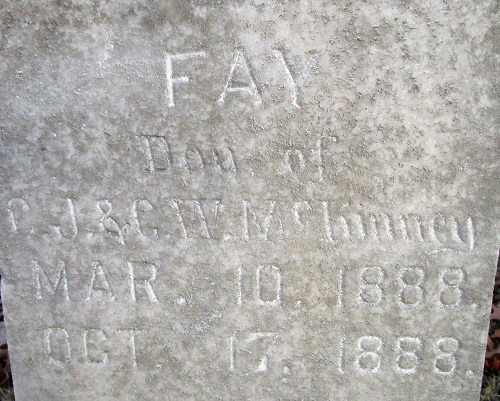 FAY
Dau. of
C. J. & C. W. McKinney
MAR. 10. 1888.
OCT. 17. 1888.